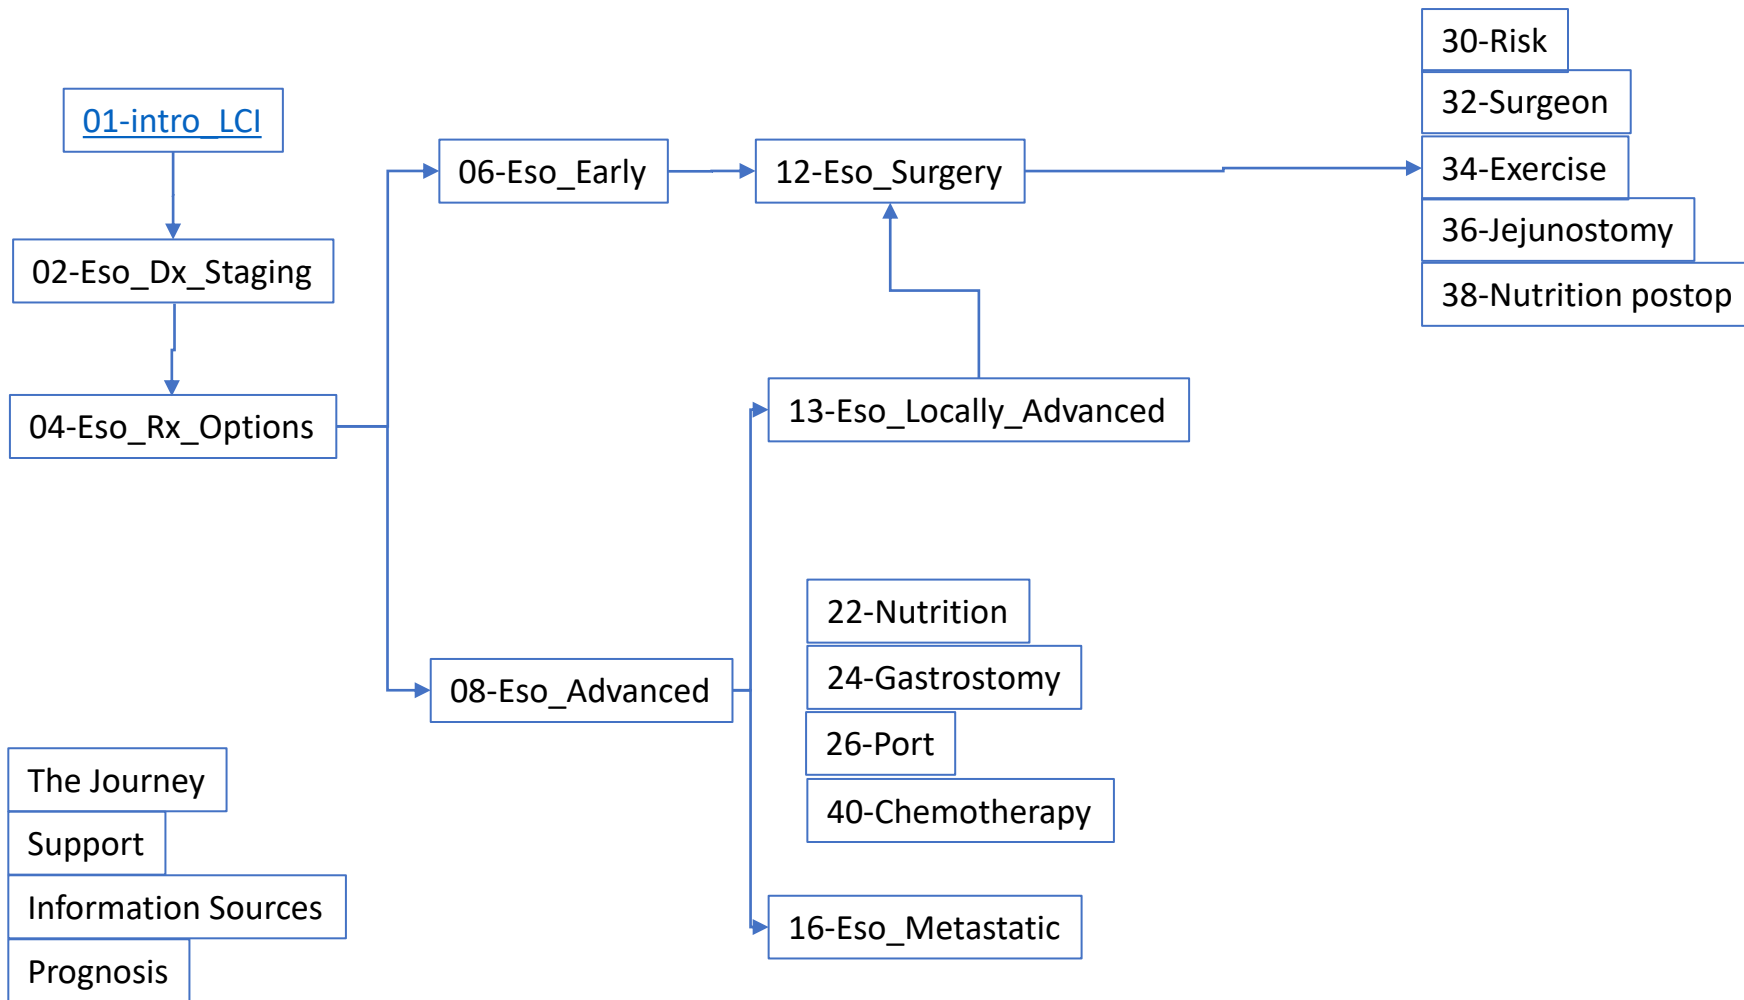 01-intro_LCI
02-Eso_Dx_Staging
04-Eso_Rx_Options
06-Eso_Early
08-Eso_Advanced
12-Eso_Surgery
13-Eso_Locally_Advanced
22-Nutrition
24-Gastrostomy
26-Port
40-Chemotherapy
16-Eso_Metastatic
30-Risk
32-Surgeon
34-Exercise
36-Jejunostomy
38-Nutrition postop
The Journey
Support
Information Sources
Prognosis